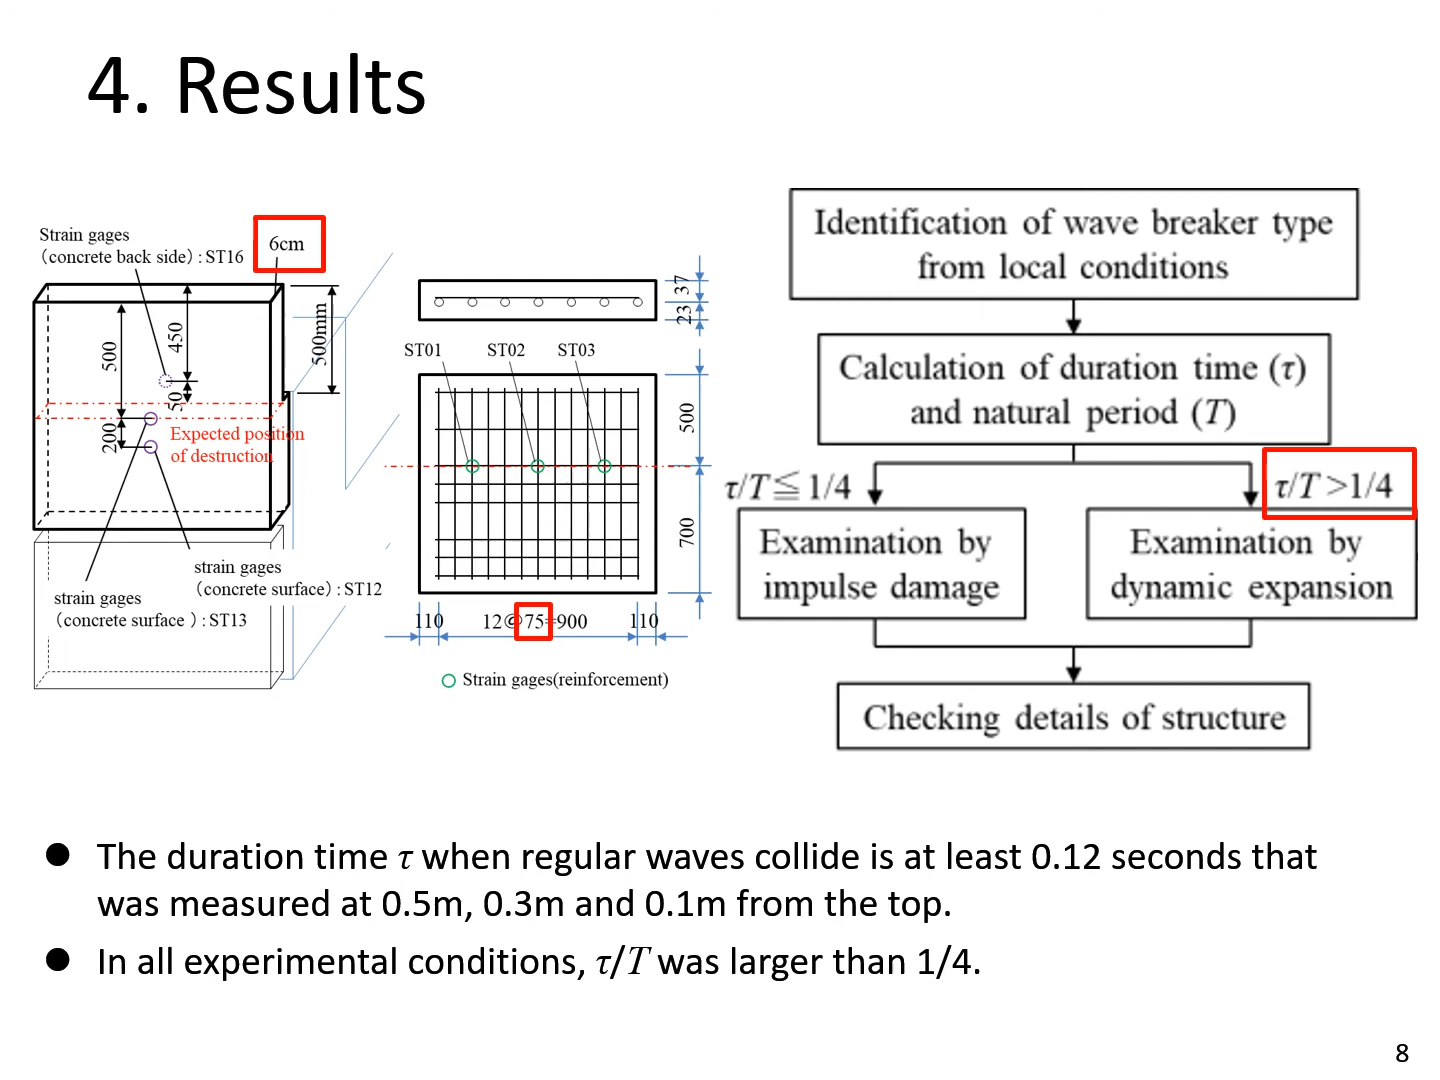 4. Results
Strain gages
（concrete back side）: ST16
6cm
450
500
50
200
500mm
Expected position
of destruction
strain gages
（concrete surface）: ST12
strain gages
（concrete surface ）: ST13
37
23
ST01
ST02
ST03
500
700
110
12@75=900
110
Strain gages(reinforcement)
Identification of wave breaker type
from local conditions
Calculation of duration time (τ)
and natural period (T)
τ/T≦ 1/4
τ/T >1/4
Examination by
impulse damage
Examination by
dynamic expansion
Checking details of structure
● The duration time τ when regular waves collide is at least 0.12 seconds that
was measured at 0.5m, 0.3m and 0.1m from the top.
● In all experimental conditions, τ/T was larger than 1/4.
8